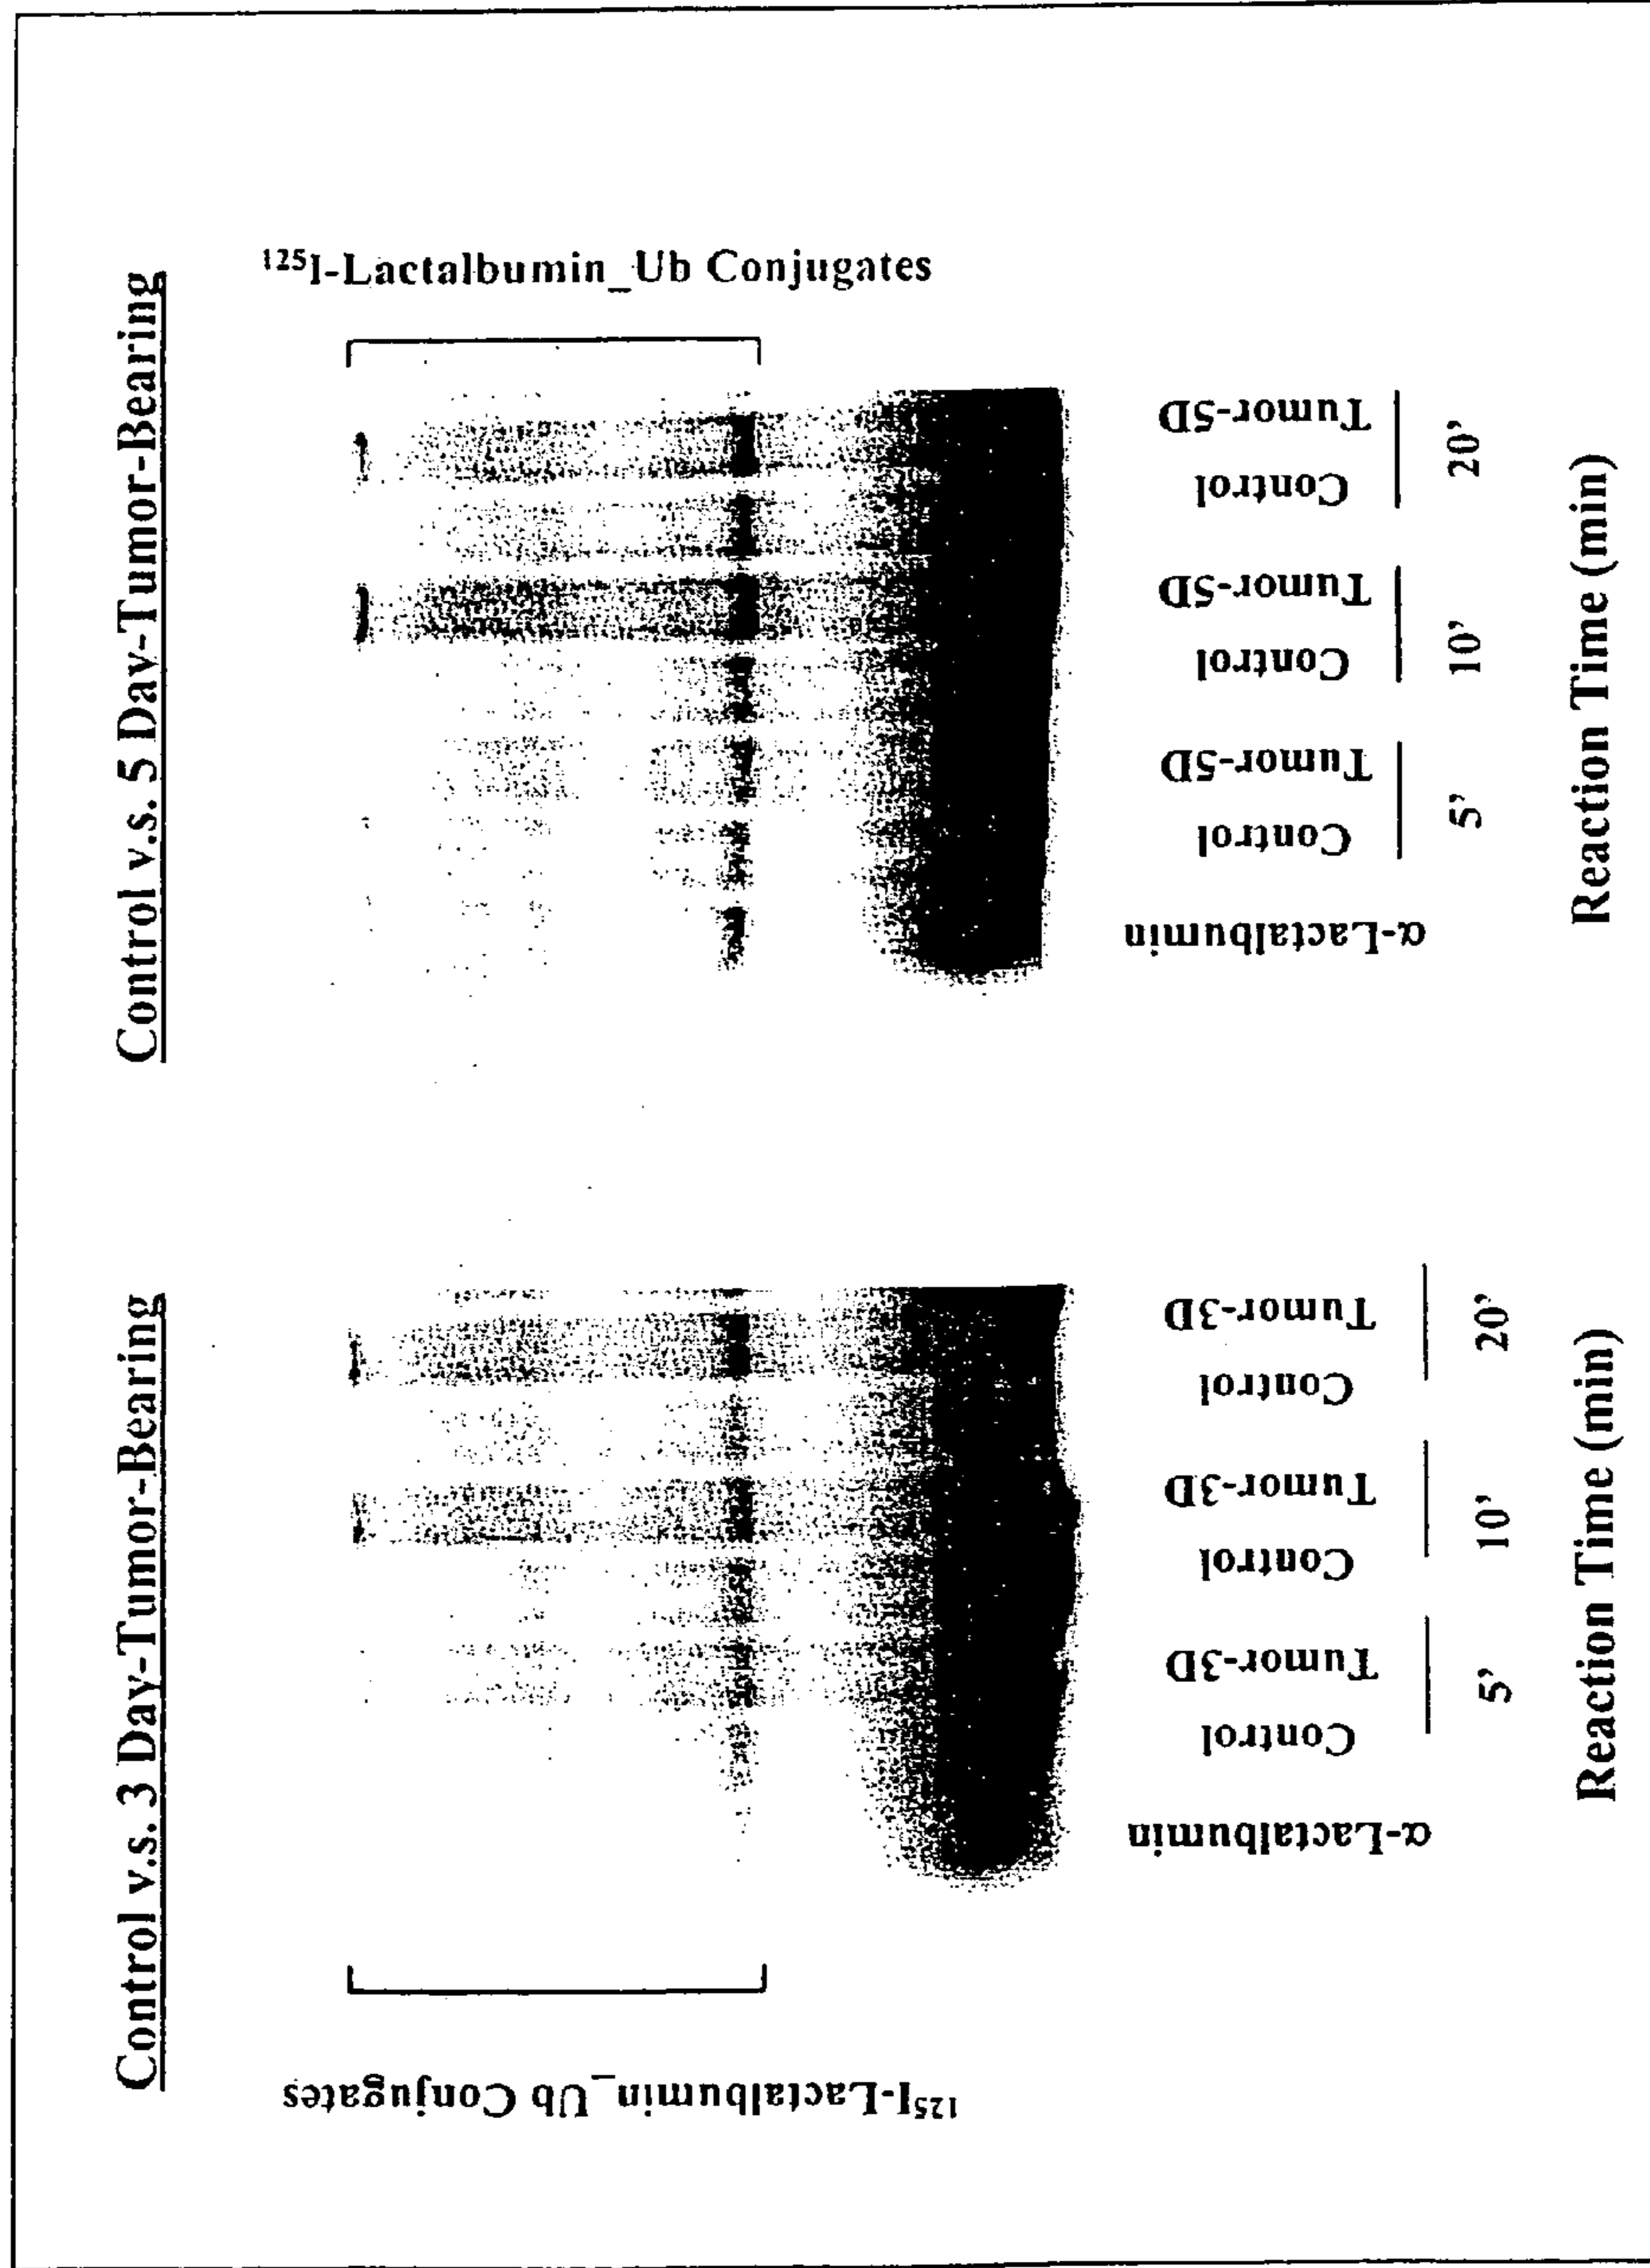 Control v.s. 3 Day-Tumor-Bearing
¹²⁵I-Lactalbumin_Ub Conjugates
α-Lactalbumin
Control
Tumor-3D
Control
Tumor-3D
Control
Tumor-3D
5'
10'
20'
Reaction Time (min)
Control v.s. 5 Day-Tumor-Bearing
¹²⁵I-Lactalbumin_Ub Conjugates
α-Lactalbumin
Control
Tumor-5D
Control
Tumor-5D
Control
Tumor-5D
5'
10'
20'
Reaction Time (min)